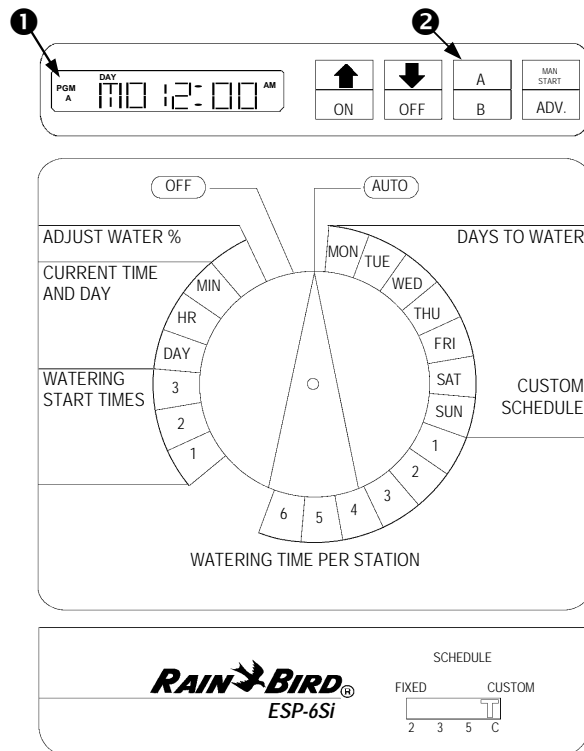 1
2
DAY
PGM
A
MO 12:00
AM
ON
OFF
A
B
MAN
START
ADV.
OFF
AUTO
ADJUST WATER %
CURRENT TIME
AND DAY
WATERING
START TIMES
MIN
HR
DAY
3
2
1
DAYS TO WATER
MON
TUE
WED
THU
FRI
SAT
SUN
CUSTOM
SCHEDULE
1
2
3
4
5
6
WATERING TIME PER STATION
RAIN BIRD®
ESP-6Si
SCHEDULE
FIXED CUSTOM
2 3 5 C